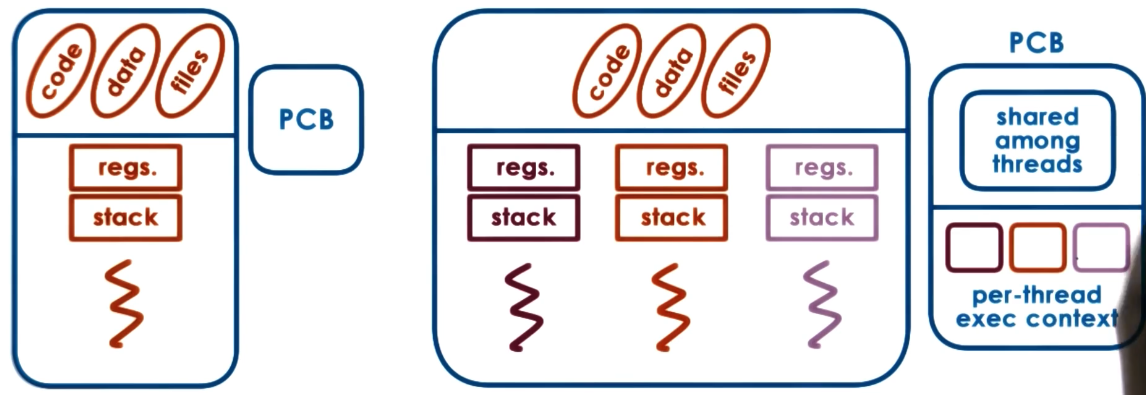 code data files
PCB
regs.
stack
code data files
regs. regs. regs.
stack stack stack
PCB
shared
among
threads
per-thread
exec context